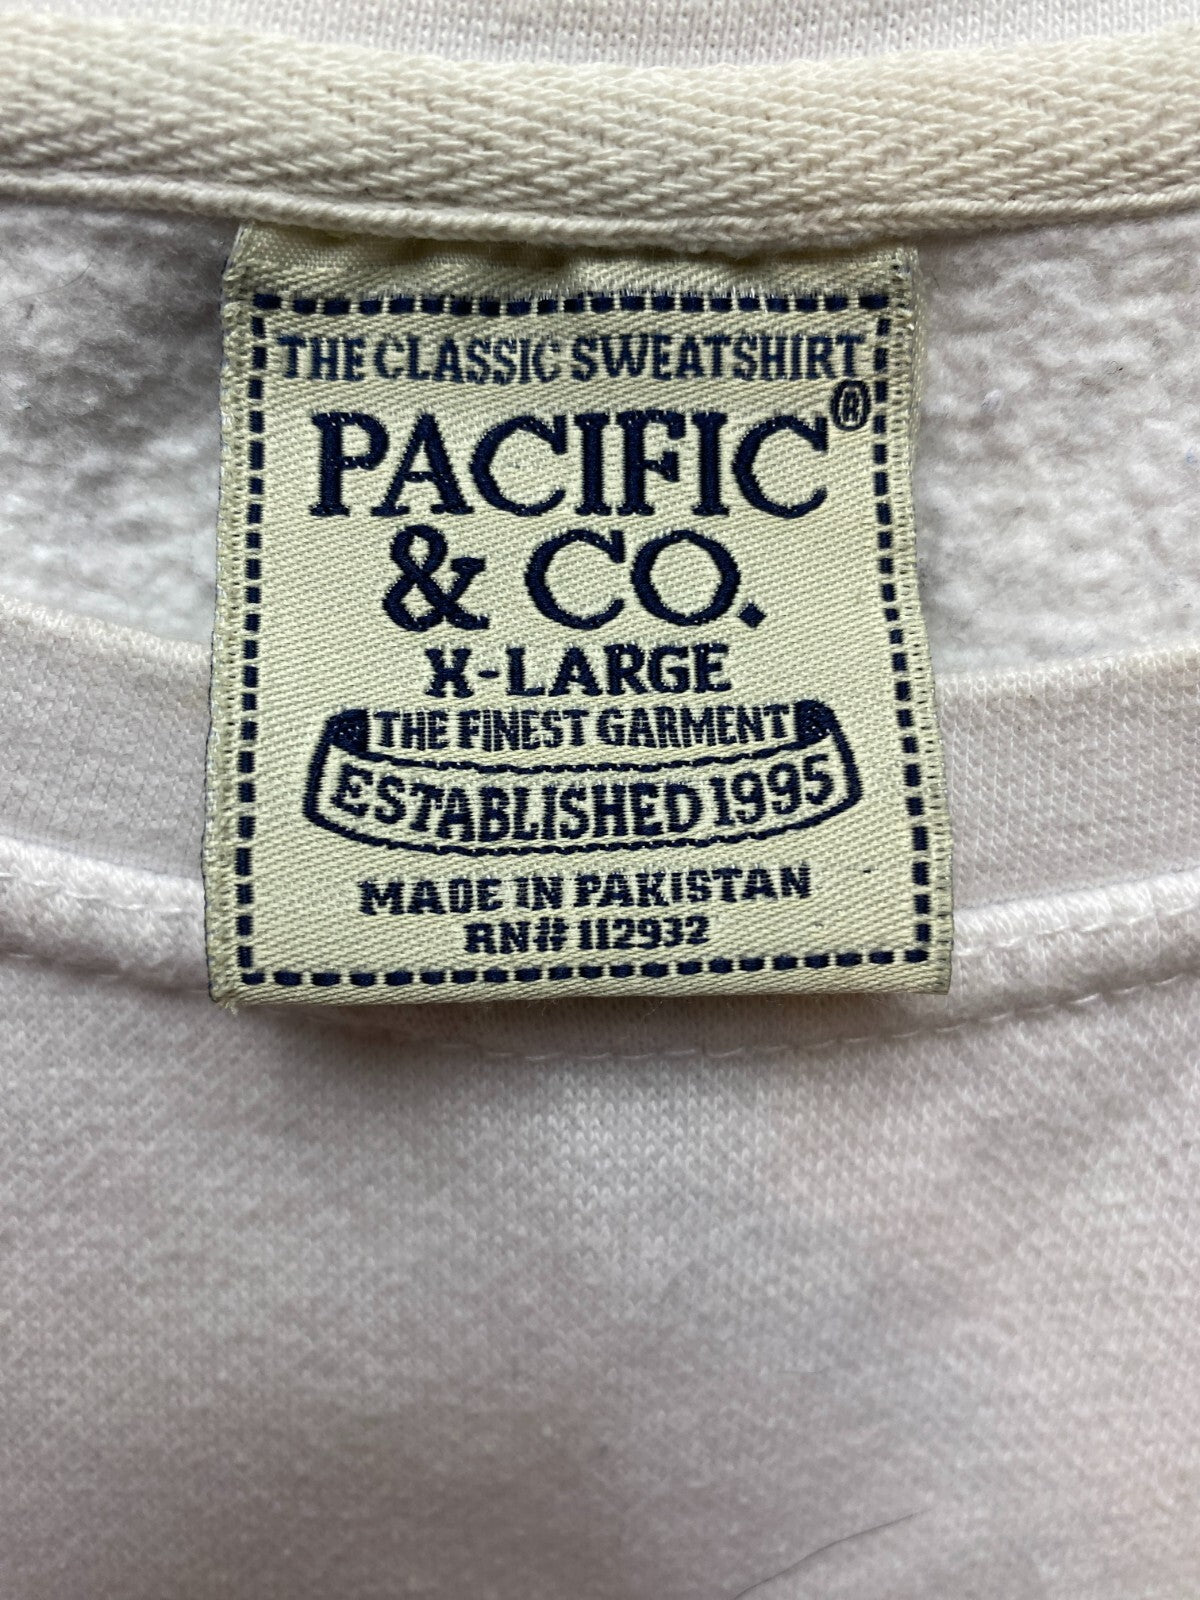 THE CLASSIC SWEATSHIRT
PACIFIC®
& CO.
X-LARGE
THE FINEST GARMENT
ESTABLISHED 1995
MADE IN PAKISTAN
RN# 112932